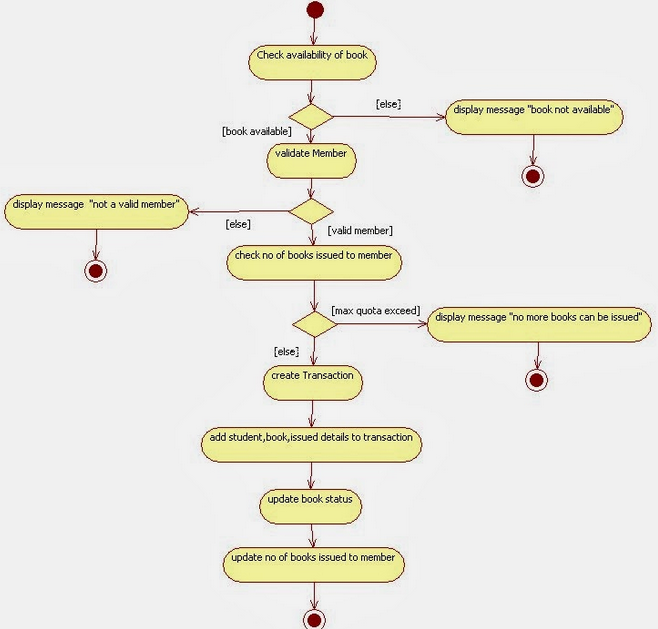 Check availability of book
[else]
display message "book not available"
[book available]
validate Member
display message  "not a valid member"
[else]
[valid member]
check no of books issued to member
[max quota exceed]
display message "no more books can be issued"
[else]
create Transaction
add student,book,issued details to transaction
update book status
update no of books issued to member